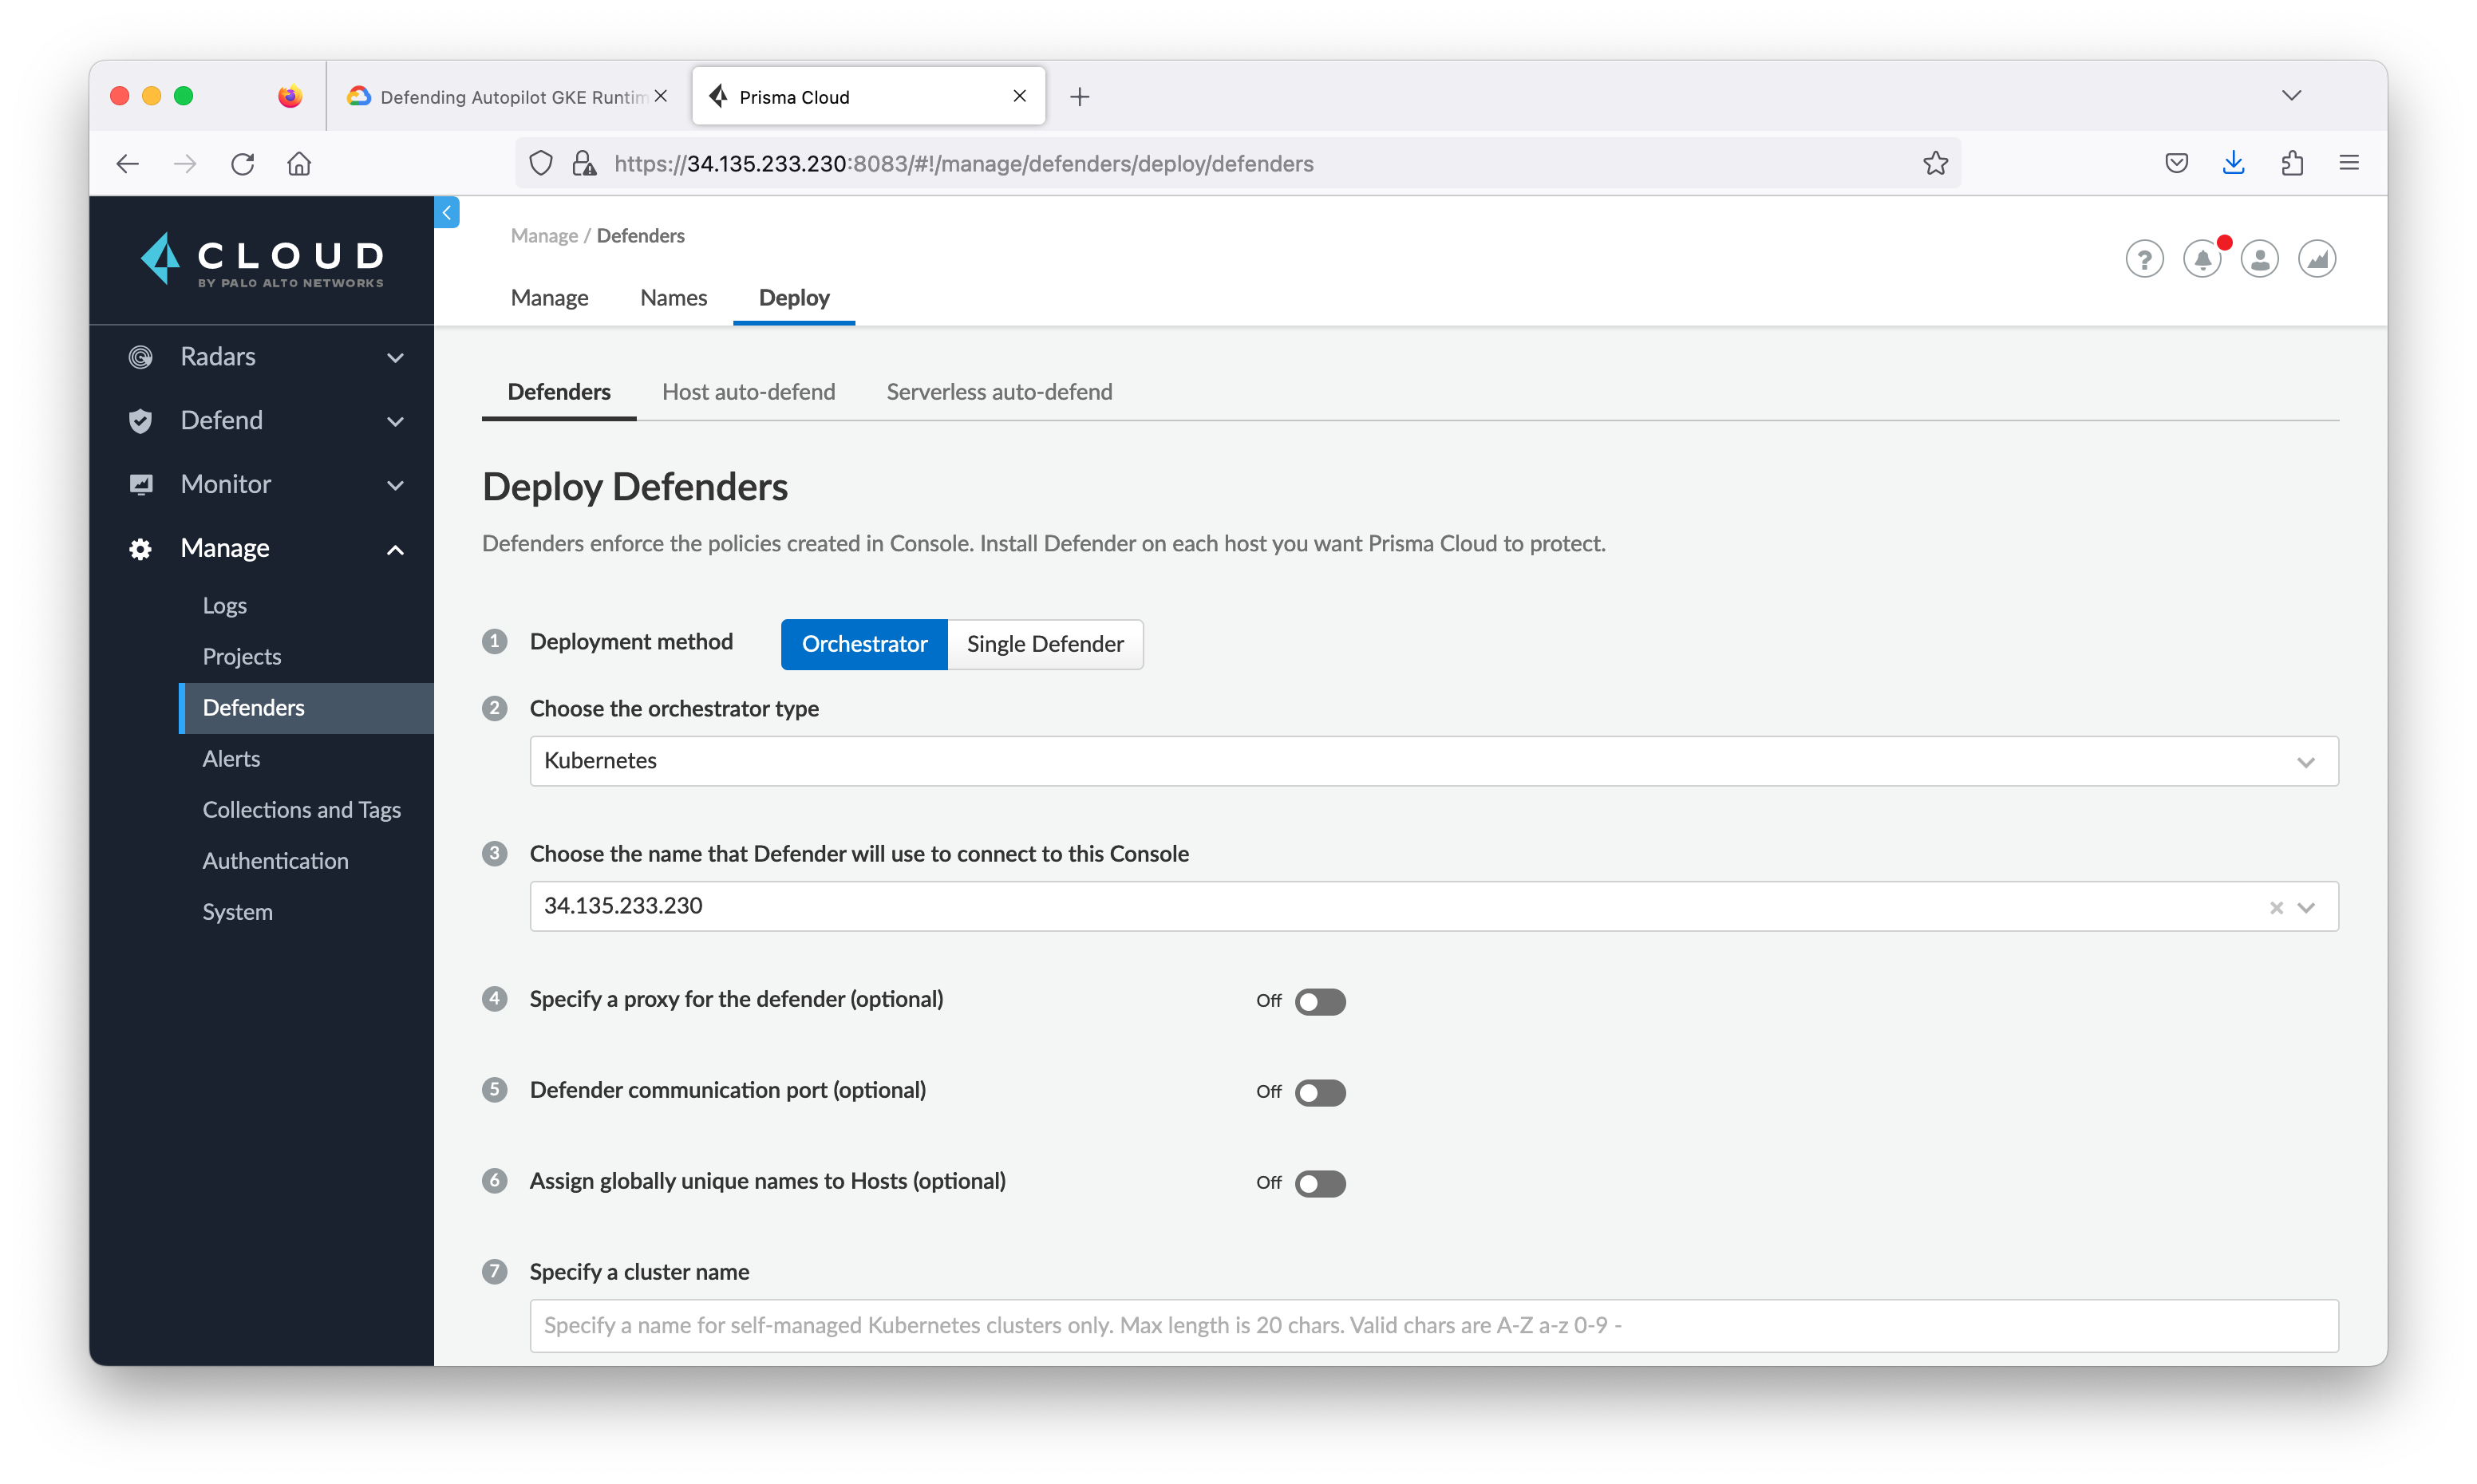 Defending Autopilot GKE Runtim
Prisma Cloud
https://34.135.233.230:8083/#!/manage/defenders/deploy/defenders
CLOUD
BY PALO ALTO NETWORKS
Radars
Defend
Monitor
Manage
Logs
Projects
Defenders
Alerts
Collections and Tags
Authentication
System
Manage / Defenders
Manage Names Deploy
Defenders Host auto-defend Serverless auto-defend
Deploy Defenders
Defenders enforce the policies created in Console. Install Defender on each host you want Prisma Cloud to protect.
1 Deployment method Orchestrator Single Defender
2 Choose the orchestrator type
Kubernetes
3 Choose the name that Defender will use to connect to this Console
34.135.233.230
4 Specify a proxy for the defender (optional) Off
5 Defender communication port (optional) Off
6 Assign globally unique names to Hosts (optional) Off
7 Specify a cluster name
Specify a name for self-managed Kubernetes clusters only. Max length is 20 chars. Valid chars are A-Z a-z 0-9 -